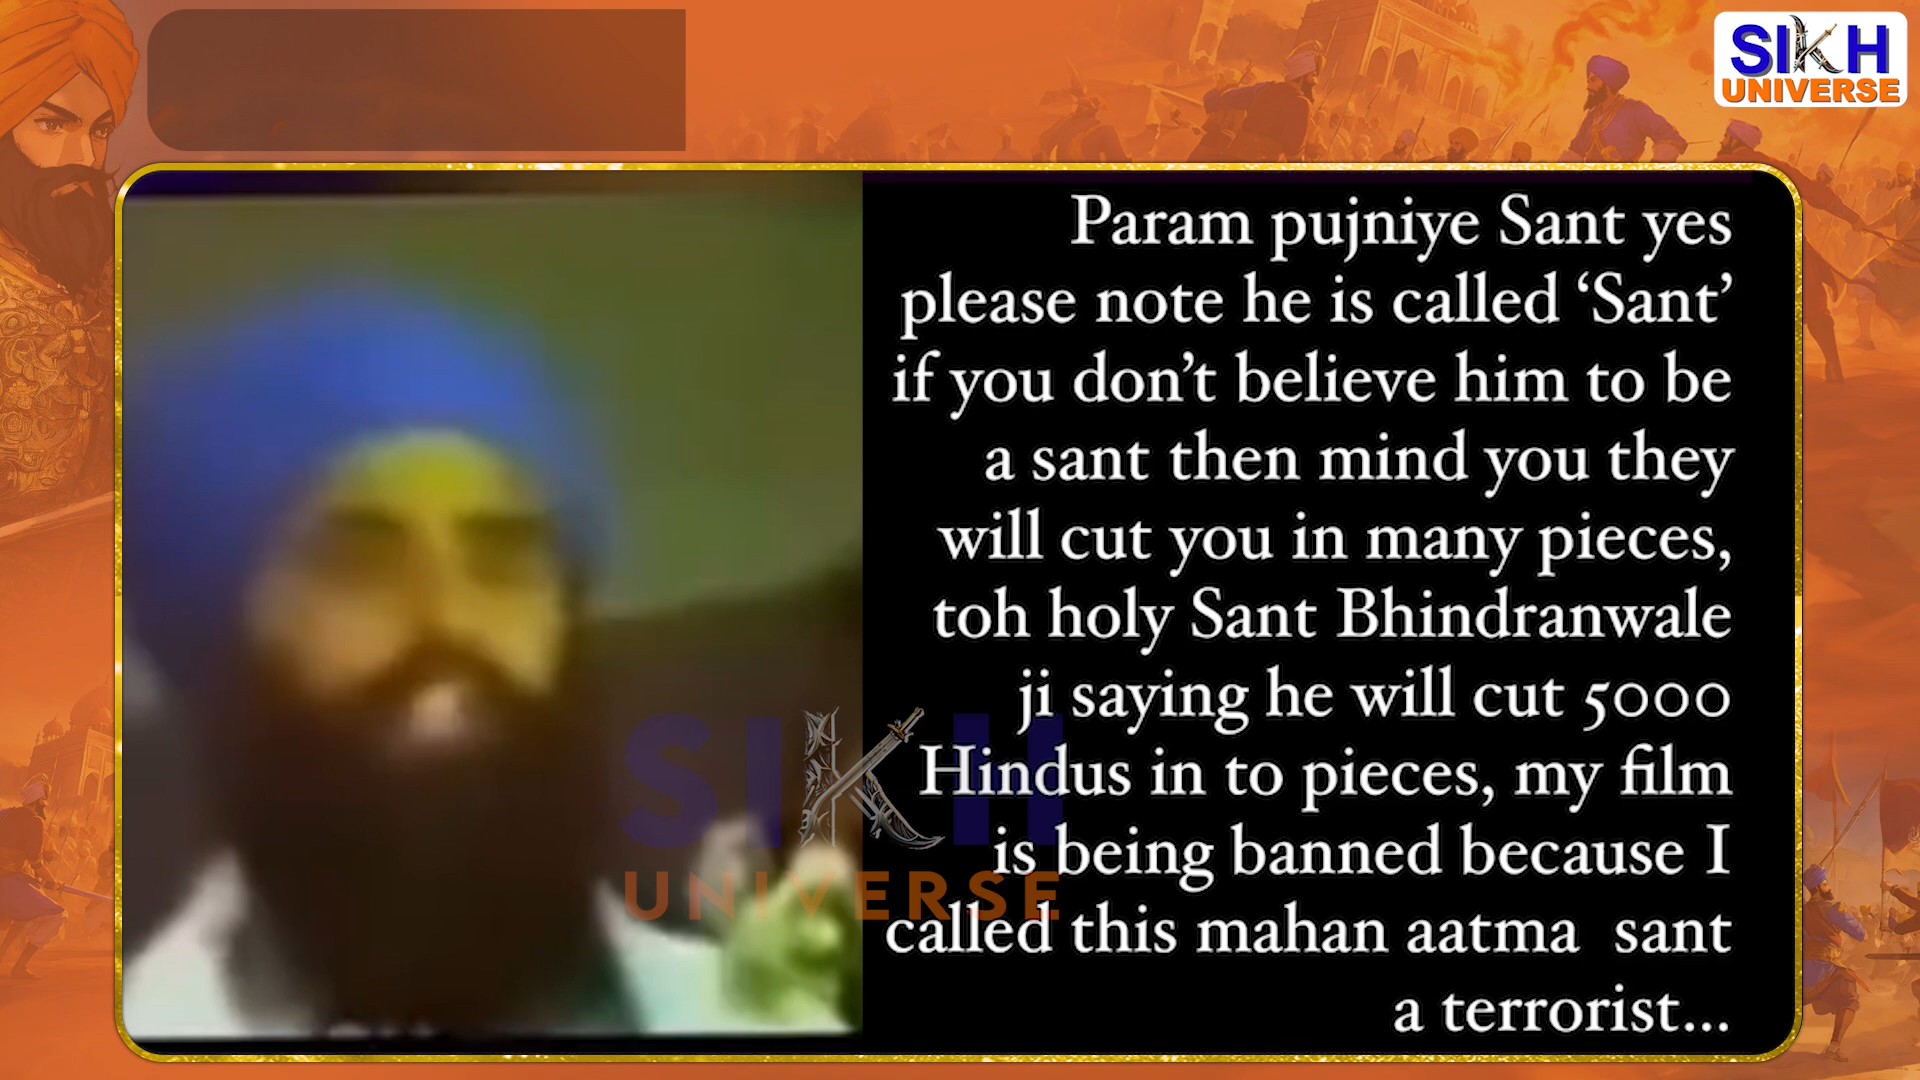 SIKH
UNIVERSE
Param pujniye Sant yes
please note he is called ‘Sant’
if you don’t believe him to be
a sant then mind you they
will cut you in many pieces,
toh holy Sant Bhindranwale
ji saying he will cut 5000
Hindus in to pieces, my film
is being banned because I
called this mahan aatma sant
a terrorist...
SIKH
UNIVERSE